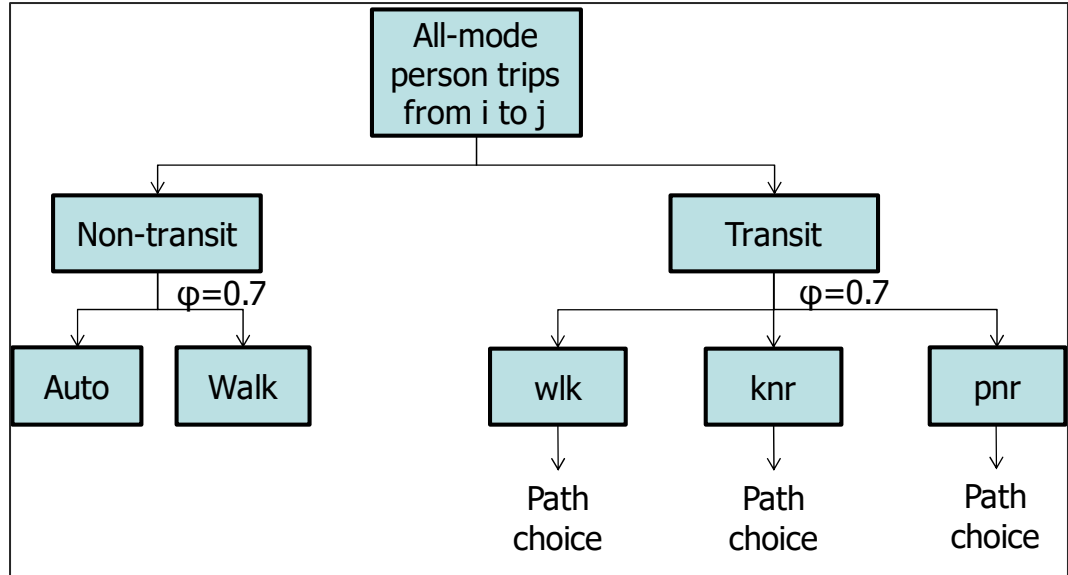 All-mode
person trips
from i to j
Non-transit
Transit
φ=0.7
φ=0.7
Auto
Walk
wlk
knr
pnr
Path
choice
Path
choice
Path
choice